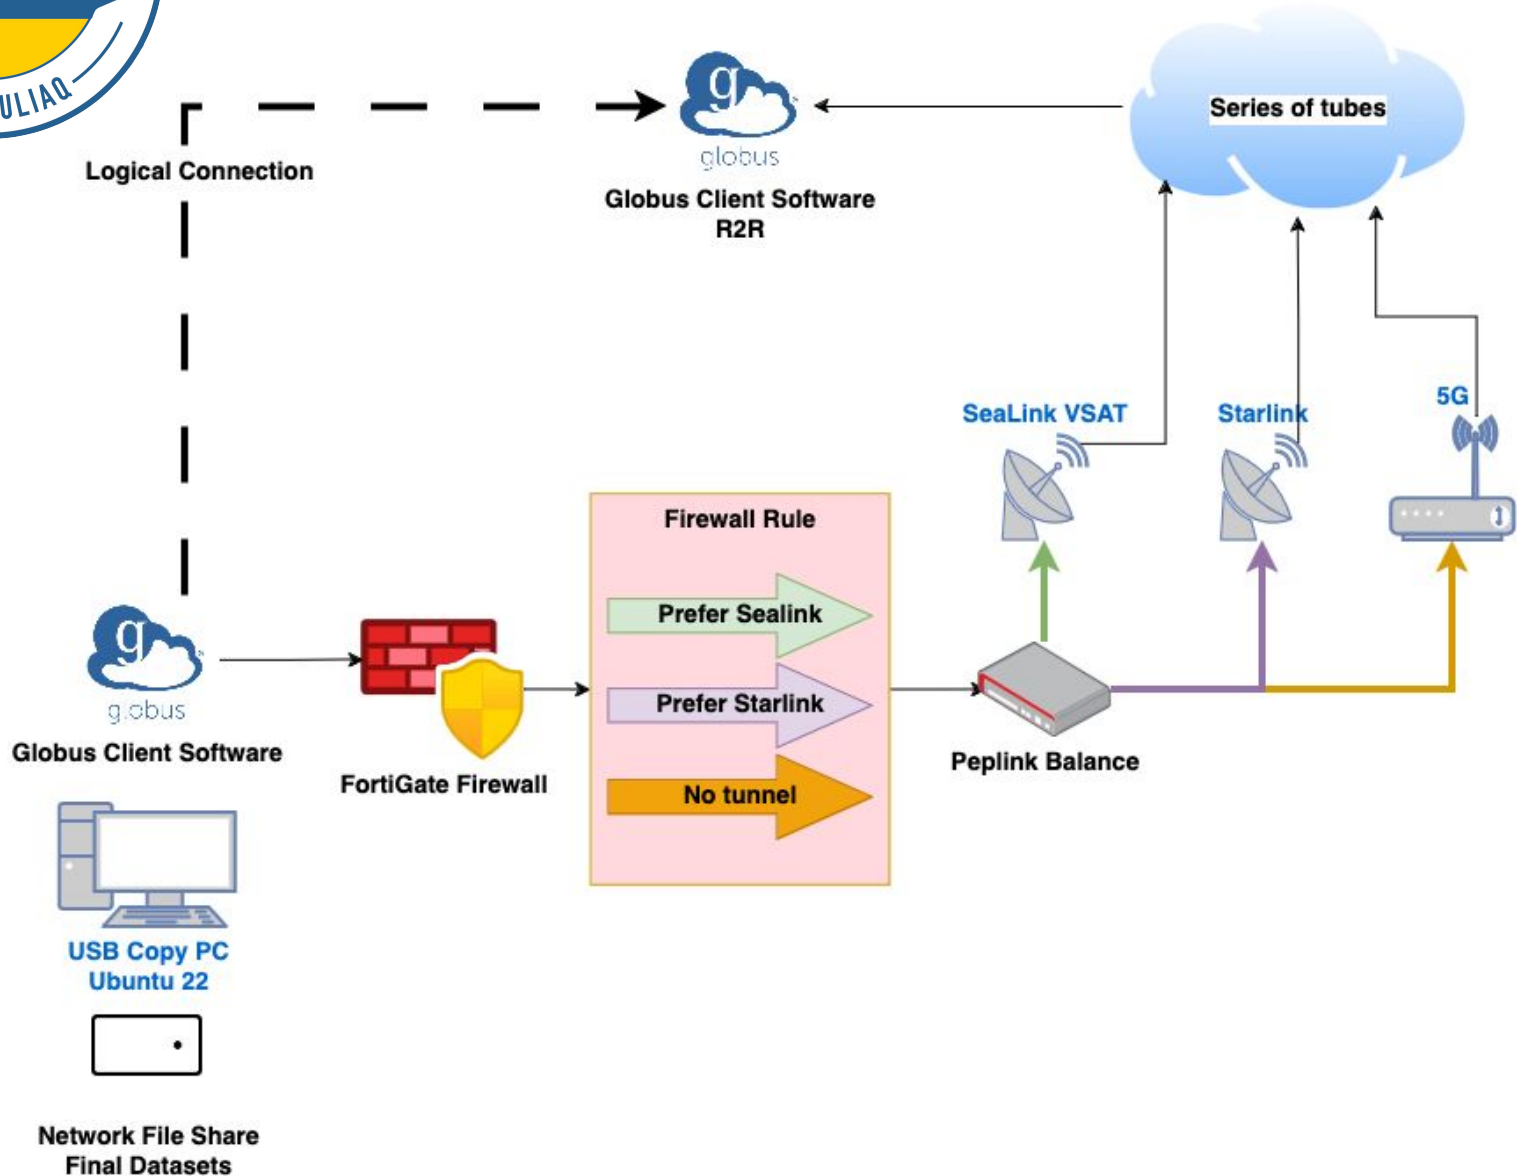 ULIAQ
globus
Series of tubes
Logical Connection
Globus Client Software
R2R
SeaLink VSAT
Starlink
5G
Firewall Rule
Prefer Sealink
Prefer Starlink
No tunnel
globus
Globus Client Software
FortiGate Firewall
Peplink Balance
USB Copy PC
Ubuntu 22
Network File Share
Final Datasets